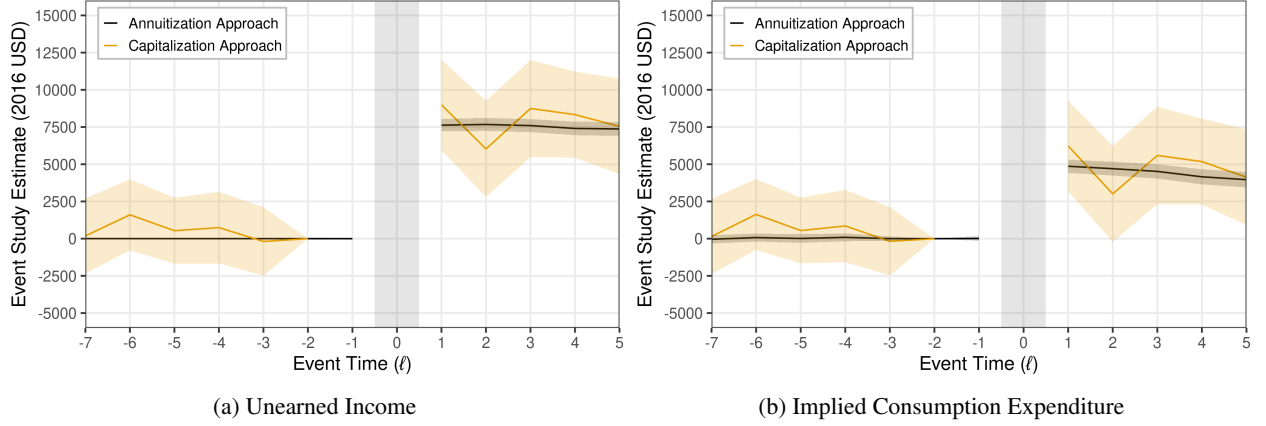 Event Study Estimate (2016 USD)
15000
12500
10000
7500
5000
2500
0
-2500
-5000
Annuitization Approach
Capitalization Approach
-7 -6 -5 -4 -3 -2 -1 0 1 2 3 4 5
Event Time (ℓ)
(a) Unearned Income
Event Study Estimate (2016 USD)
15000
12500
10000
7500
5000
2500
0
-2500
-5000
Annuitization Approach
Capitalization Approach
-7 -6 -5 -4 -3 -2 -1 0 1 2 3 4 5
Event Time (ℓ)
(b) Implied Consumption Expenditure